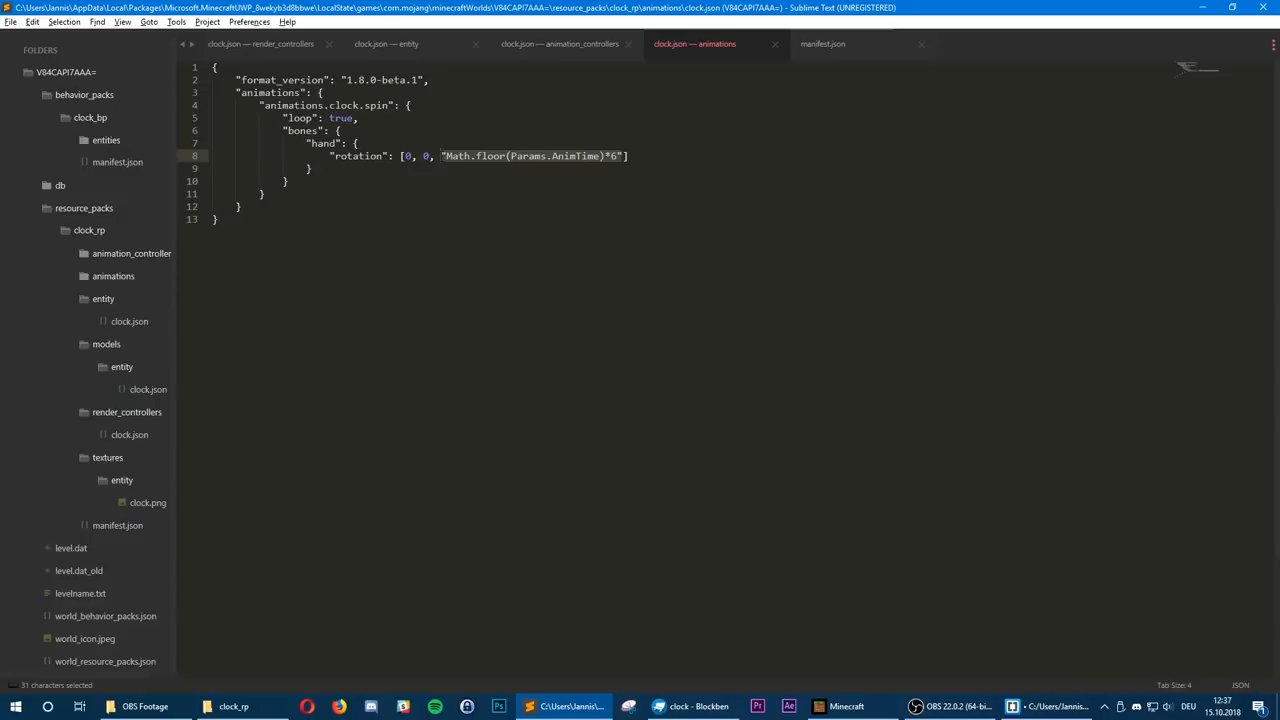 C:\Users\Jannis\AppData\Local\Packages\Microsoft.MinecraftUWP_8wekyb3d8bbwe\LocalState\games\com.mojang\minecraftWorlds\V84CAPI7AAA=\resource_packs\clock_rp\animations\clock.json (V84CAPI7AAA=) - Sublime Text (UNREGISTERED)
File Edit Selection Find View Goto Tools Project Preferences Help
FOLDERS
V84CAPI7AAA=
behavior_packs
clock_bp
entities
manifest.json
db
resource_packs
clock_rp
animation_controller
animations
entity
clock.json
models
entity
clock.json
render_controllers
clock.json
textures
entity
clock.png
manifest.json
level.dat
level.dat_old
levelname.txt
world_behavior_packs.json
world_icon.jpeg
world_resource_packs.json
clock.json — render_controllers clock.json — entity clock.json — animation_controllers clock.json — animations manifest.json
1 {
2 "format_version": "1.8.0-beta.1",
3 "animations": {
4 "animations.clock.spin": {
5 "loop": true,
6 "bones": {
7 "hand": {
8 "rotation": [0, 0, "Math.floor(Params.AnimTime)*6"]
9 }
10 }
11 }
12 }
13 }
31 characters selected
Tab Size: 4 JSON
OBS Footage clock_rp C:\Users\Jannis\... clock - Blockben Minecraft OBS 22.0.2 (64-bi... • C:/Users/Jannis... DEU 12:37
15.10.2018